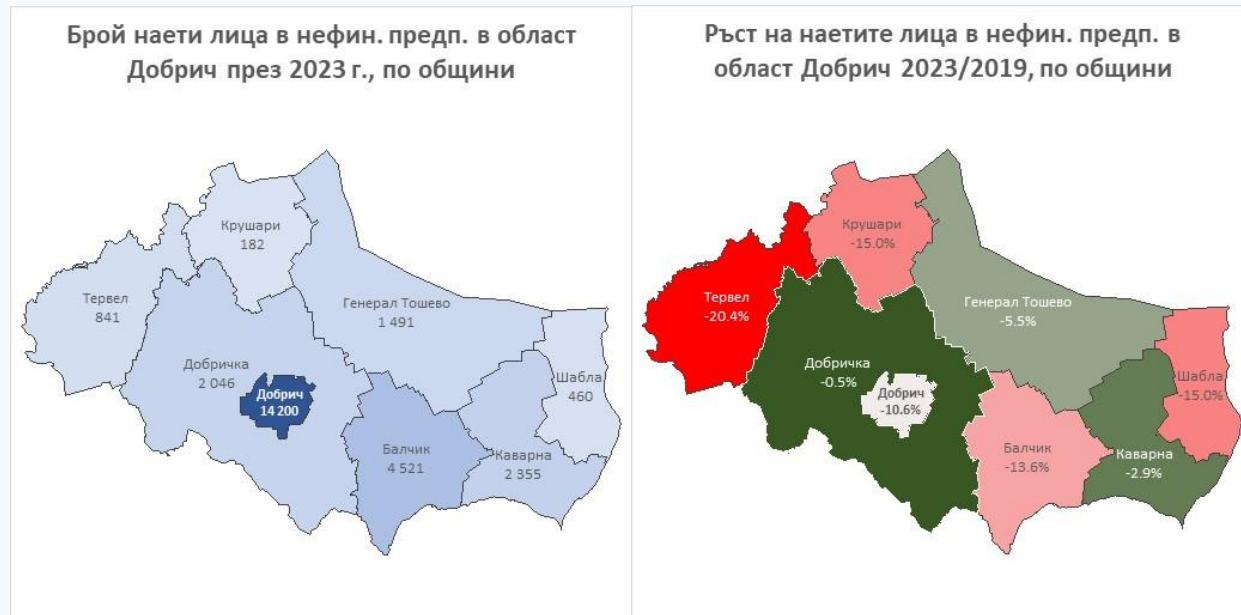 Брой наети лица в нефин. предп. в област
Добрич през 2023 г., по общини
Крушари
182
Тервел
841
Генерал Тошево
1 491
Добричка
2 046
Добрич
14 200
Шабла
460
Балчик
4 521
Каварна
2 355
Ръст на наетите лица в нефин. предп. в
област Добрич 2023/2019, по общини
Крушари
-15.0%
Тервел
-20.4%
Генерал Тошево
-5.5%
Добричка
-0.5%
Добрич
-10.6%
Шабла
-15.0%
Балчик
-13.6%
Каварна
-2.9%